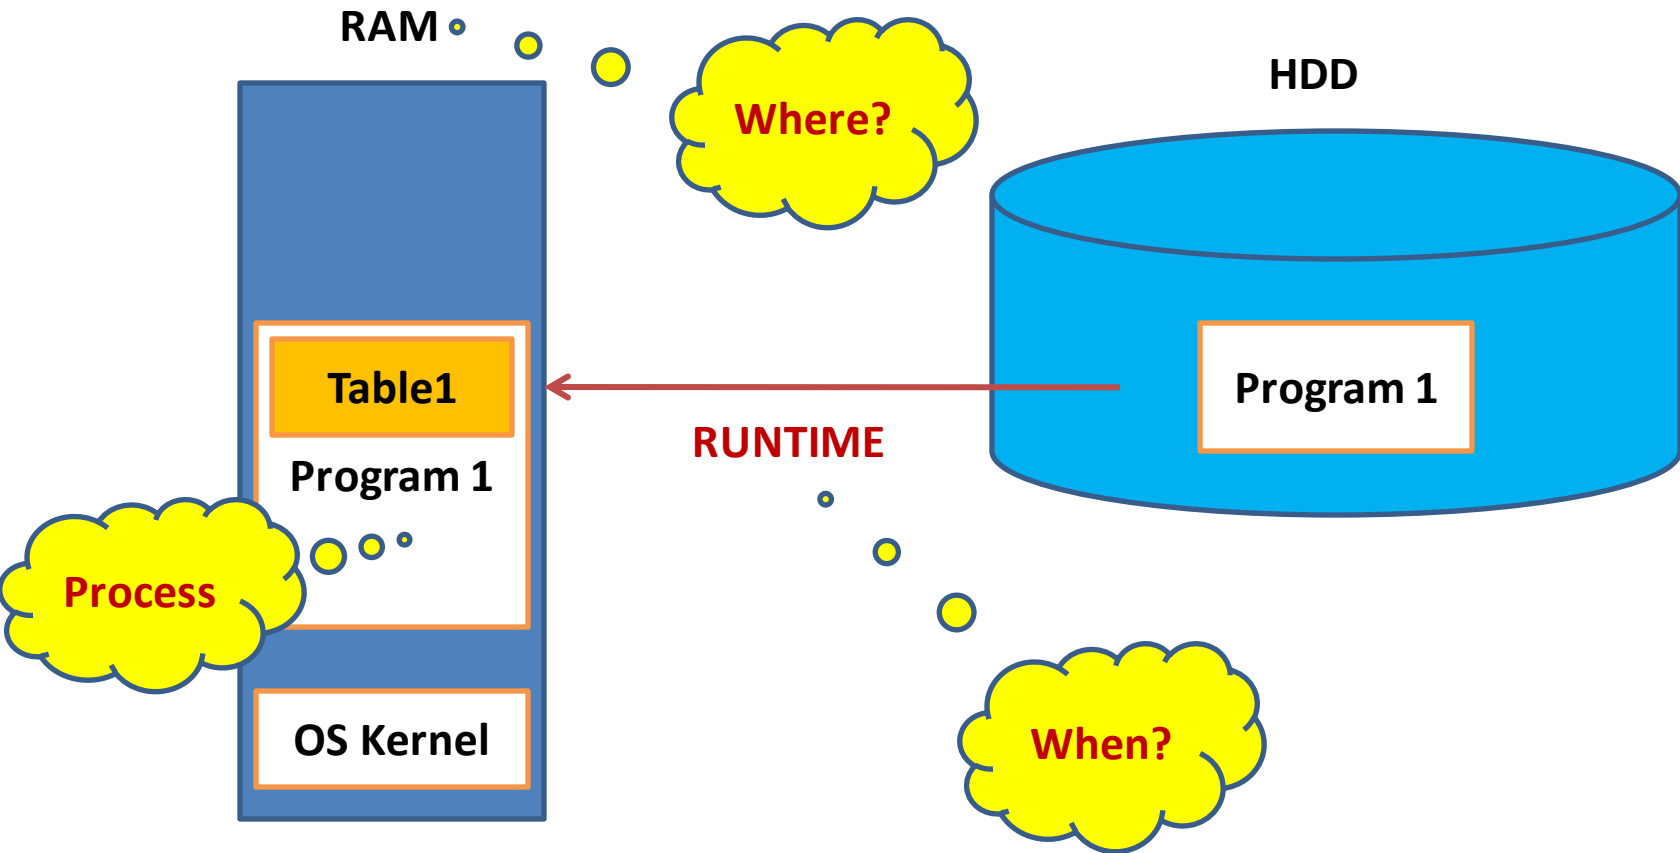 RAM
Where?
HDD
Table1
Program 1
RUNTIME
Program 1
Process
OS Kernel
When?